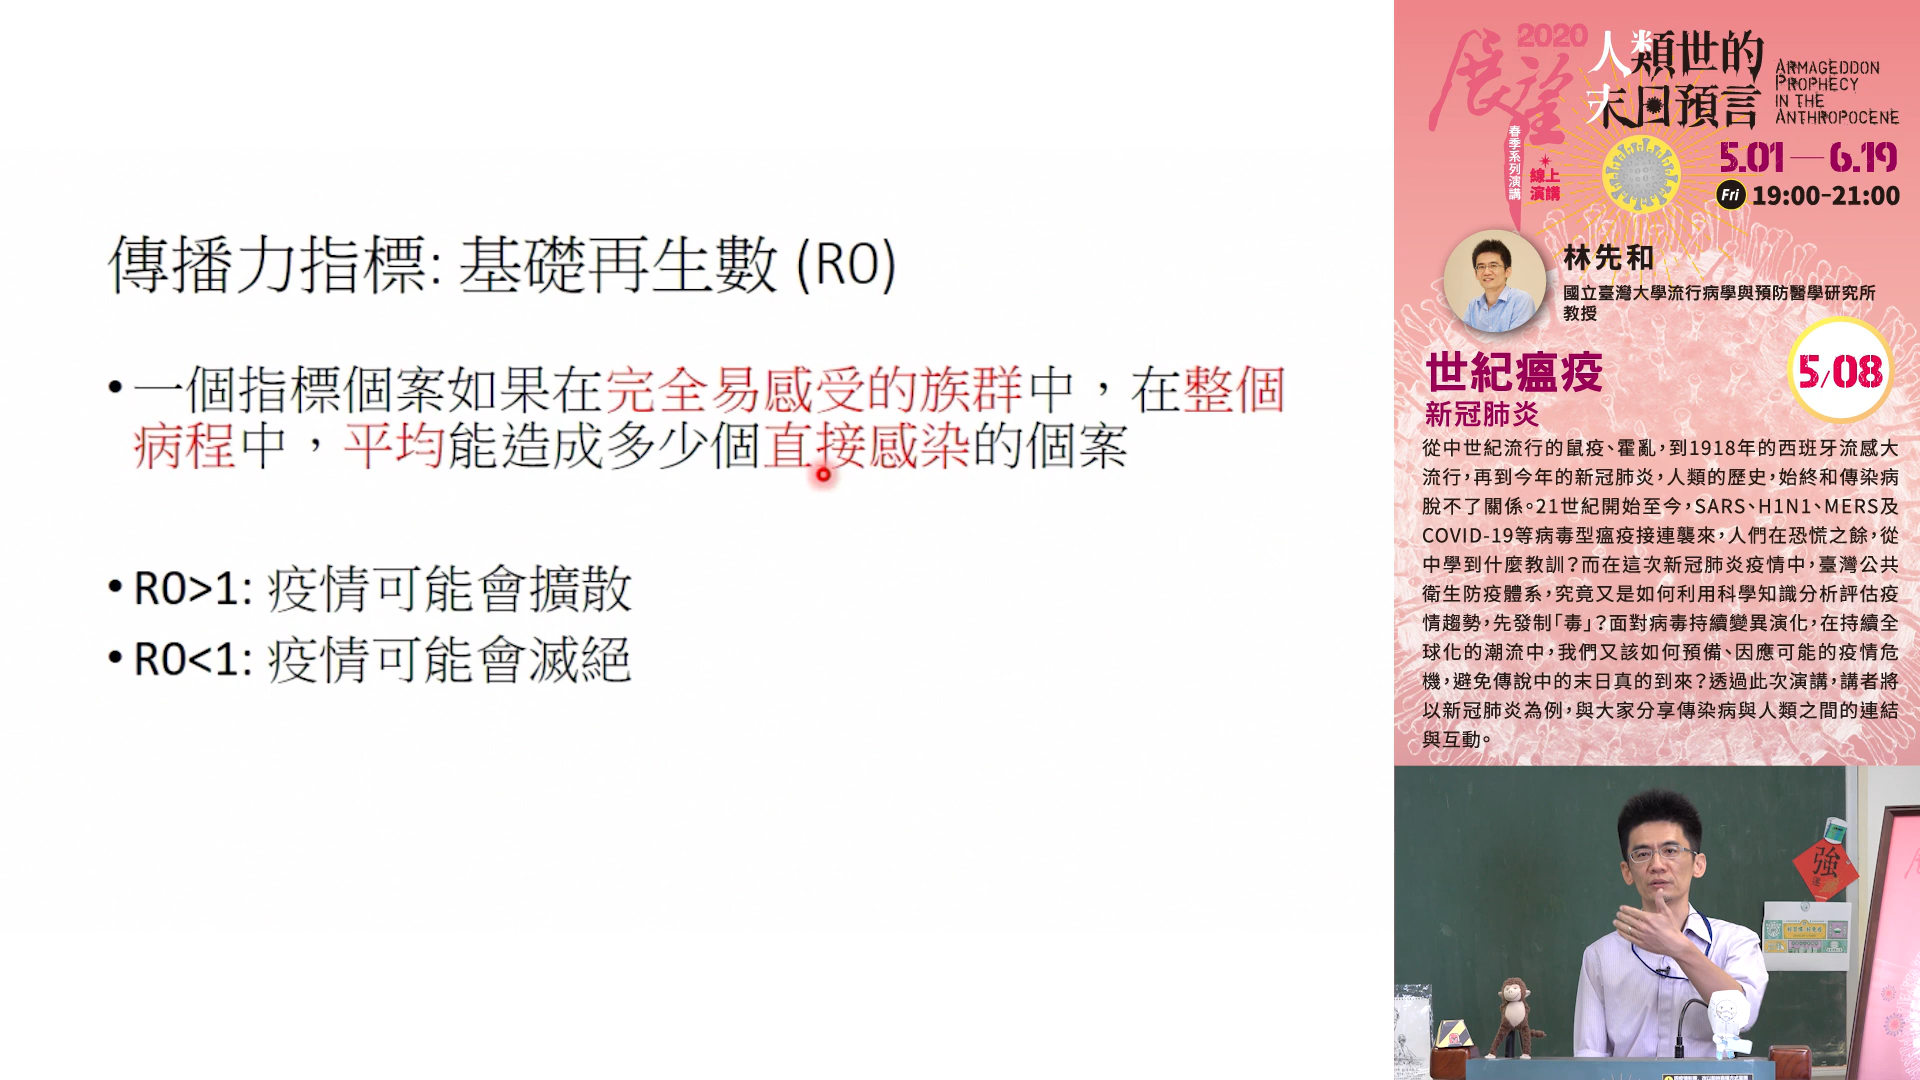 傳播力指標: 基礎再生數 (R0)
• 一個指標個案如果在完全易感受的族群中，在整個
病程中，平均能造成多少個直接感染的個案
• R0>1: 疫情可能會擴散
• R0<1: 疫情可能會滅絕
2020
展望
春季系列演講
線上
演講
人類世的
末日預言
ARMAGEDDON
PROPHECY
IN THE
ANTHROPOCENE
5.01—6.19
Fri 19:00-21:00
林先和
國立臺灣大學流行病學與預防醫學研究所
教授
5/08
世紀瘟疫
新冠肺炎
從中世紀流行的鼠疫、霍亂，到1918年的西班牙流感大
流行，再到今年的新冠肺炎，人類的歷史，始終和傳染病
脫不了關係。21世紀開始至今，SARS、H1N1、MERS及
COVID-19等病毒型瘟疫接連襲來，人們在恐慌之餘，從
中學到什麼教訓？而在這次新冠肺炎疫情中，臺灣公共
衛生防疫體系，究竟又是如何利用科學知識分析評估疫
情趨勢，先發制「毒」？面對病毒持續變異演化，在持續全
球化的潮流中，我們又該如何預備、因應可能的疫情危
機，避免傳說中的末日真的到來？透過此次演講，講者將
以新冠肺炎為例，與大家分享傳染病與人類之間的連結
與互動。
強